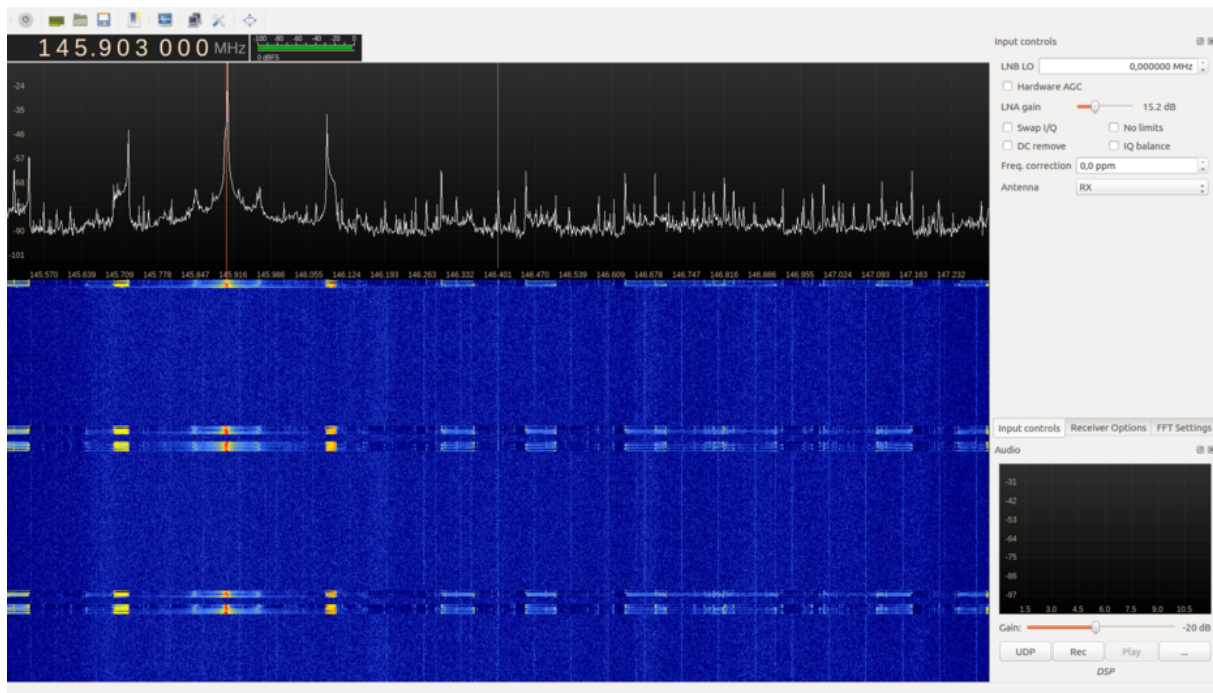 145.903 000 MHz
-100 -80 -60 -40 -20 0
0 dBFS
-24
-35
-46
-57
-68
-90
-101
145.570 145.639 145.709 145.778 145.847 145.916 145.986 146.055 146.124 146.193 146.263 146.332 146.401 146.470 146.539 146.609 146.678 146.747 146.816 146.886 146.955 147.024 147.093 147.163 147.232
Input controls
LNB LO 0,000000 MHz
Hardware AGC
LNA gain 15.2 dB
Swap I/Q No limits
DC remove IQ balance
Freq. correction 0,0 ppm
Antenna RX
Input controls Receiver Options FFT Settings
Audio
-31
-42
-53
-64
-75
-86
-97
1.5 3.0 4.5 6.0 7.5 9.0 10.5
Gain: -20 dB
UDP Rec Play ...
DSP